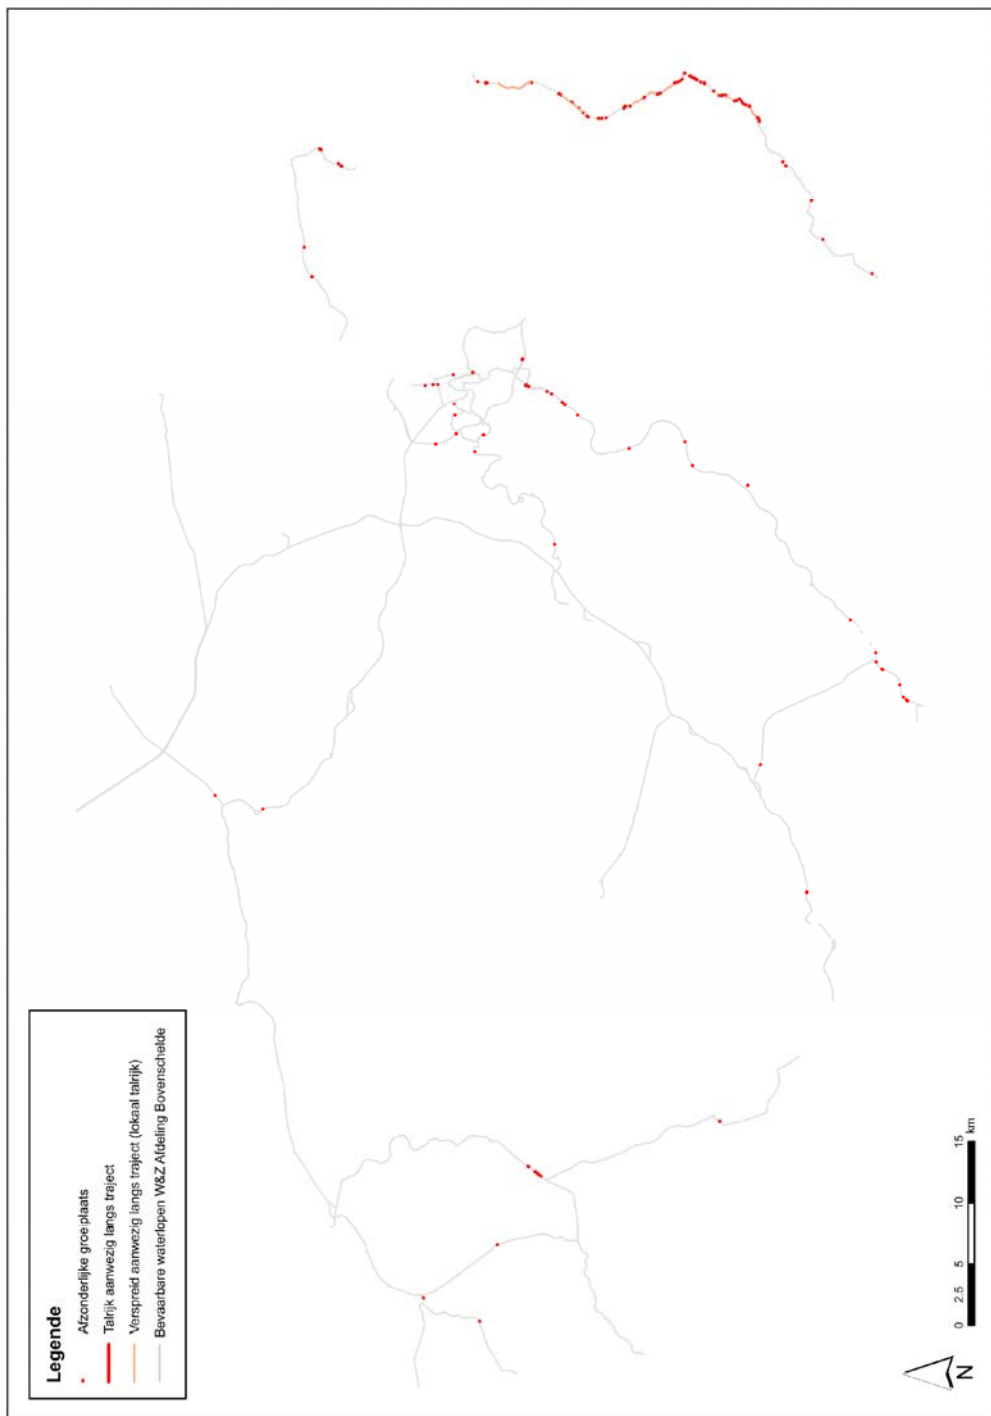 Legende
Afzonderlijke groeiplaats
Talrijk aanwezig langs traject
Verspreid aanwezig langs traject (lokaal talrijk)
Bevaarbare waterlopen W&Z Afdeling Bovenschelde
0 2.5 5 10 15
km
N